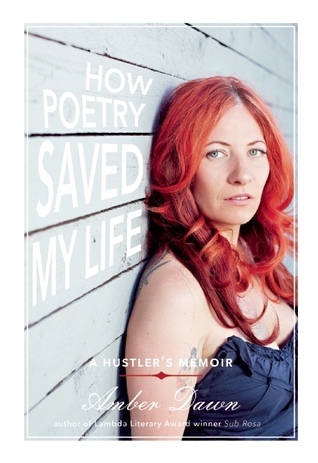 HOW
POETRY
SAVED
MY LIFE
A HUSTLER'S MEMOIR
Amber Dawn
author of Lambda Literary Award winner Sub Rosa